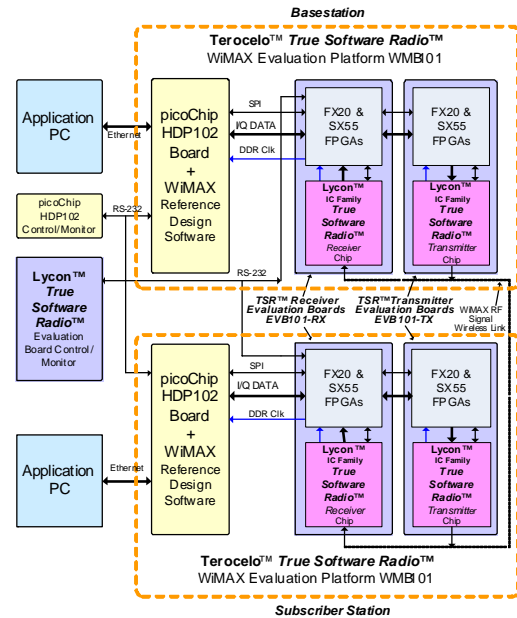 Basestation
Terocelo™ True Software Radio™
WiMAX Evaluation Platform WMB101
Application
PC
Ethernet
picoChip
HDP102
Board
+
WiMAX
Reference
Design
Software
SPI
I/Q DATA
DDR Clk
FX20 &
SX55
FPGAs
FX20 &
SX55
FPGAs
Lycon™
IC Family
True
Software
Radio™
Receiver
Chip
Lycon™
IC Family
True
Software
Radio™
Transmitter
Chip
picoChip
HDP102
Control/Monitor
RS-232
Lycon™
True
Software
Radio™
Evaluation
Board Control/
Monitor
RS-232
TSR™ Receiver
Evaluation
Boards
EVB101-RX
TSR™Transmitter
Evaluation Boards
EVB101-TX
WiMAX RF
Signal
Wireless Link
Application
PC
Ethernet
picoChip
HDP102
Board
+
WiMAX
Reference
Design
Software
SPI
I/Q DATA
DDR Clk
FX20 &
SX55
FPGAs
FX20 &
SX55
FPGAs
Lycon™
IC Family
True
Software
Radio™
Receiver
Chip
Lycon™
IC Family
True
Software
Radio™
Transmitter
Chip
Terocelo™ True Software Radio™
WiMAX Evaluation Platform WMB101
Subscriber Station